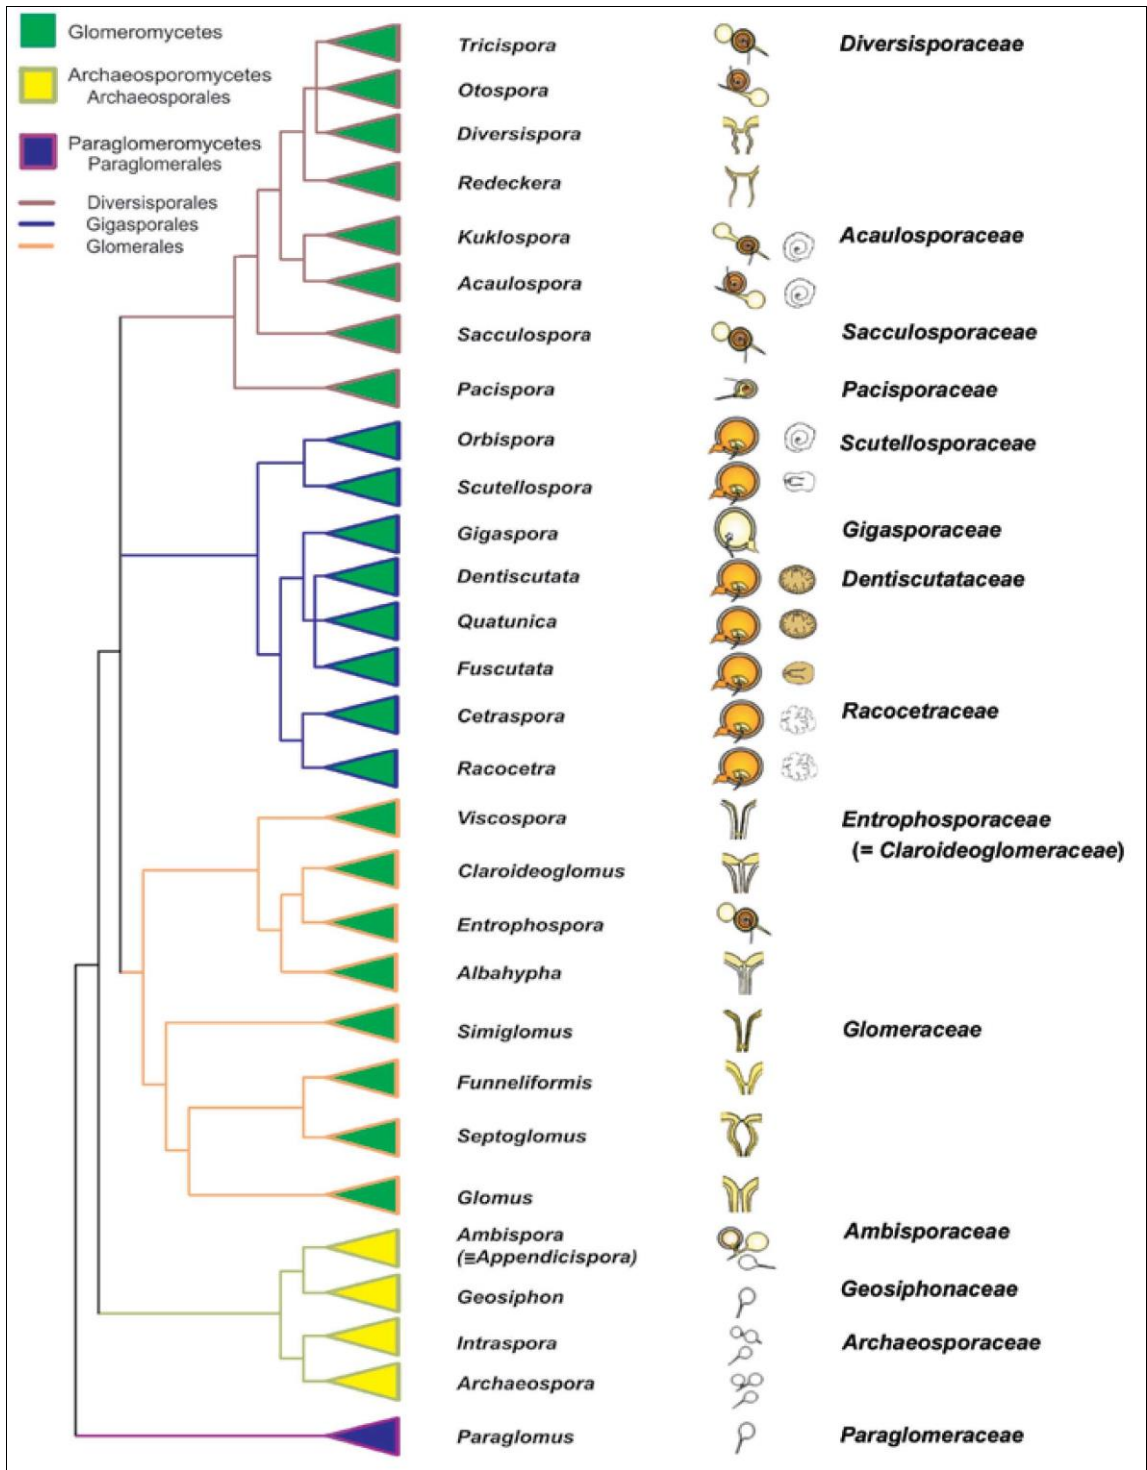 Glomeromycetes
Archaeosporomycetes
Archaeosporales
Paraglomeromycetes
Paraglomerales
Diversisporales
Gigasporales
Glomerales
Tricispora Diversisporaceae
Otospora
Diversispora
Redeckera
Kuklospora Acaulosporaceae
Acaulospora
Sacculospora Sacculosporaceae
Pacispora Pacisporaceae
Orbispora Scutellosporaceae
Scutellospora
Gigaspora Gigasporaceae
Dentiscutata Dentiscutataceae
Quatunica
Fuscutata
Cetraspora Racocetraceae
Racocetra
Viscospora Entrophosporaceae
(= Claroideoglomeraceae)
Claroideoglomus
Entrophospora
Albahypha
Simiglomus Glomeraceae
Funneliformis
Septoglomus
Glomus
Ambispora Ambisporaceae
(≡Appendicispora)
Geosiphon Geosiphonaceae
Intraspora Archaeosporaceae
Archaeospora
Paraglomus Paraglomeraceae